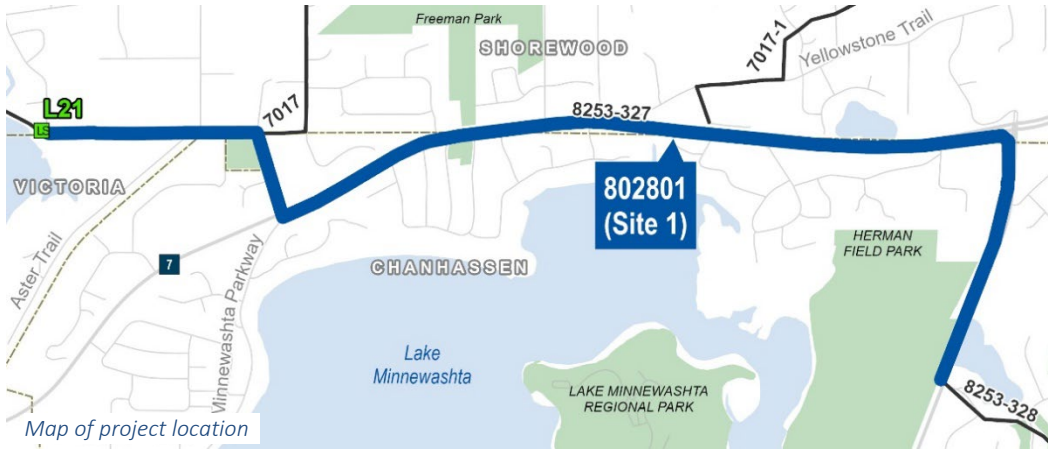 Freeman Park
SHOREWOOD
7017-1
Yellowstone Trail
L21
LS
7017
8253-327
VICTORIA
802801
(Site 1)
HERMAN
FIELD PARK
Aster Trail
7
CHANHASSEN
Minnewashta Parkway
Lake
Minnewashta
LAKE MINNEWASHTA
REGIONAL PARK
8253-328
Map of project location